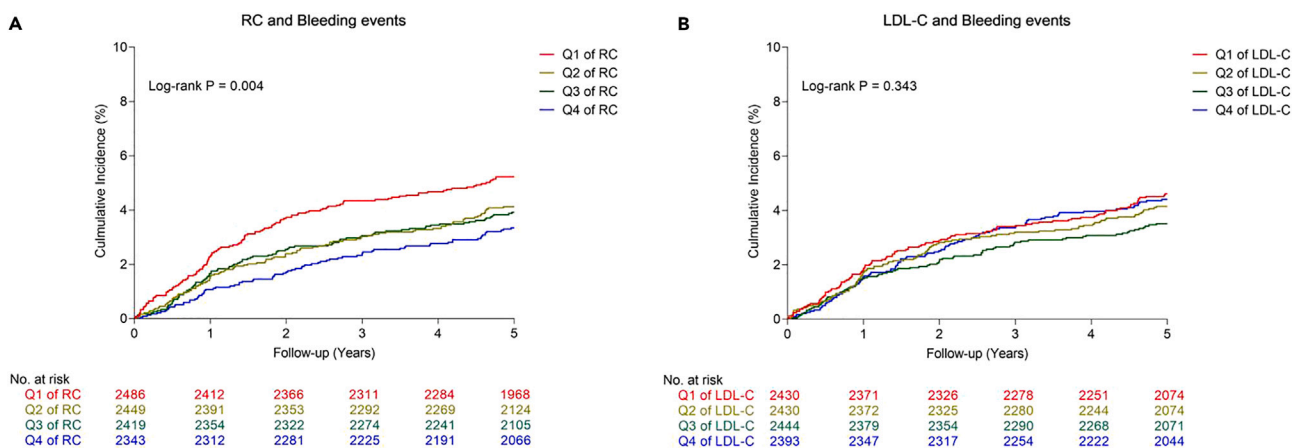 A
RC and Bleeding events
Culmulative Incidence (%)
10
8
6
4
2
0
Log-rank P = 0.004
Q1 of RC
Q2 of RC
Q3 of RC
Q4 of RC
0 1 2 3 4 5
Follow-up (Years)
No. at risk
Q1 of RC 2486 2412 2366 2311 2284 1968
Q2 of RC 2449 2391 2353 2292 2269 2124
Q3 of RC 2419 2354 2322 2274 2241 2105
Q4 of RC 2343 2312 2281 2225 2191 2066
B
LDL-C and Bleeding events
Culmulative Incidence (%)
10
8
6
4
2
0
Log-rank P = 0.343
Q1 of LDL-C
Q2 of LDL-C
Q3 of LDL-C
Q4 of LDL-C
0 1 2 3 4 5
Follow-up (Years)
No. at risk
Q1 of LDL-C 2430 2371 2326 2278 2251 2074
Q2 of LDL-C 2430 2372 2325 2280 2244 2074
Q3 of LDL-C 2444 2379 2354 2290 2268 2071
Q4 of LDL-C 2393 2347 2317 2254 2222 2044